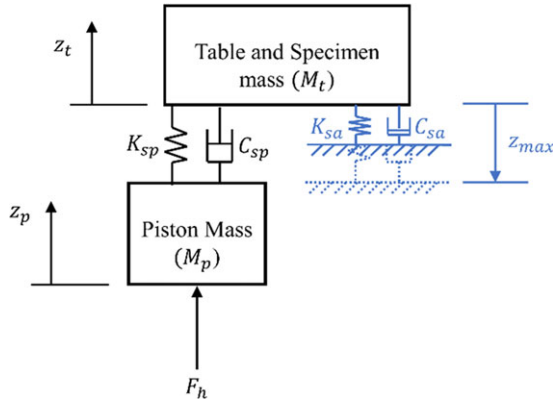 z_t
Table and Specimen
mass (M_t)
K_sp
C_sp
K_sa
C_sa
z_max
z_p
Piston Mass
(M_p)
F_h